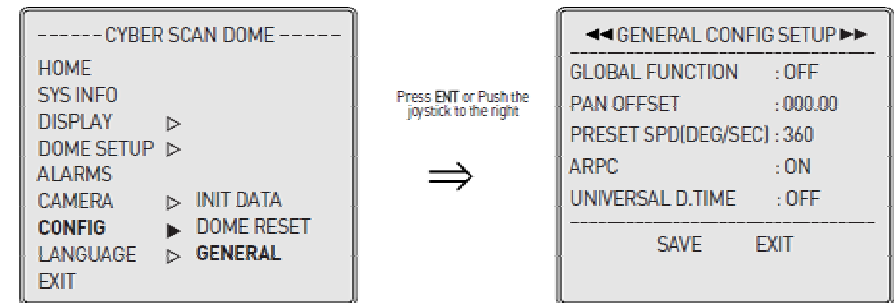 ------CYBER SCAN DOME-----
HOME
SYS INFO
DISPLAY ▷
DOME SETUP ▷
ALARMS
CAMERA ▷ INIT DATA
CONFIG ▶ DOME RESET
LANGUAGE ▷ GENERAL
EXIT
Press ENT or Push the
joystick to the right
⇒
◀◀GENERAL CONFIG SETUP▶▶
GLOBAL FUNCTION : OFF
PAN OFFSET : 000.00
PRESET SPD(DEG/SEC) : 360
ARPC : ON
UNIVERSAL D.TIME : OFF
SAVE EXIT